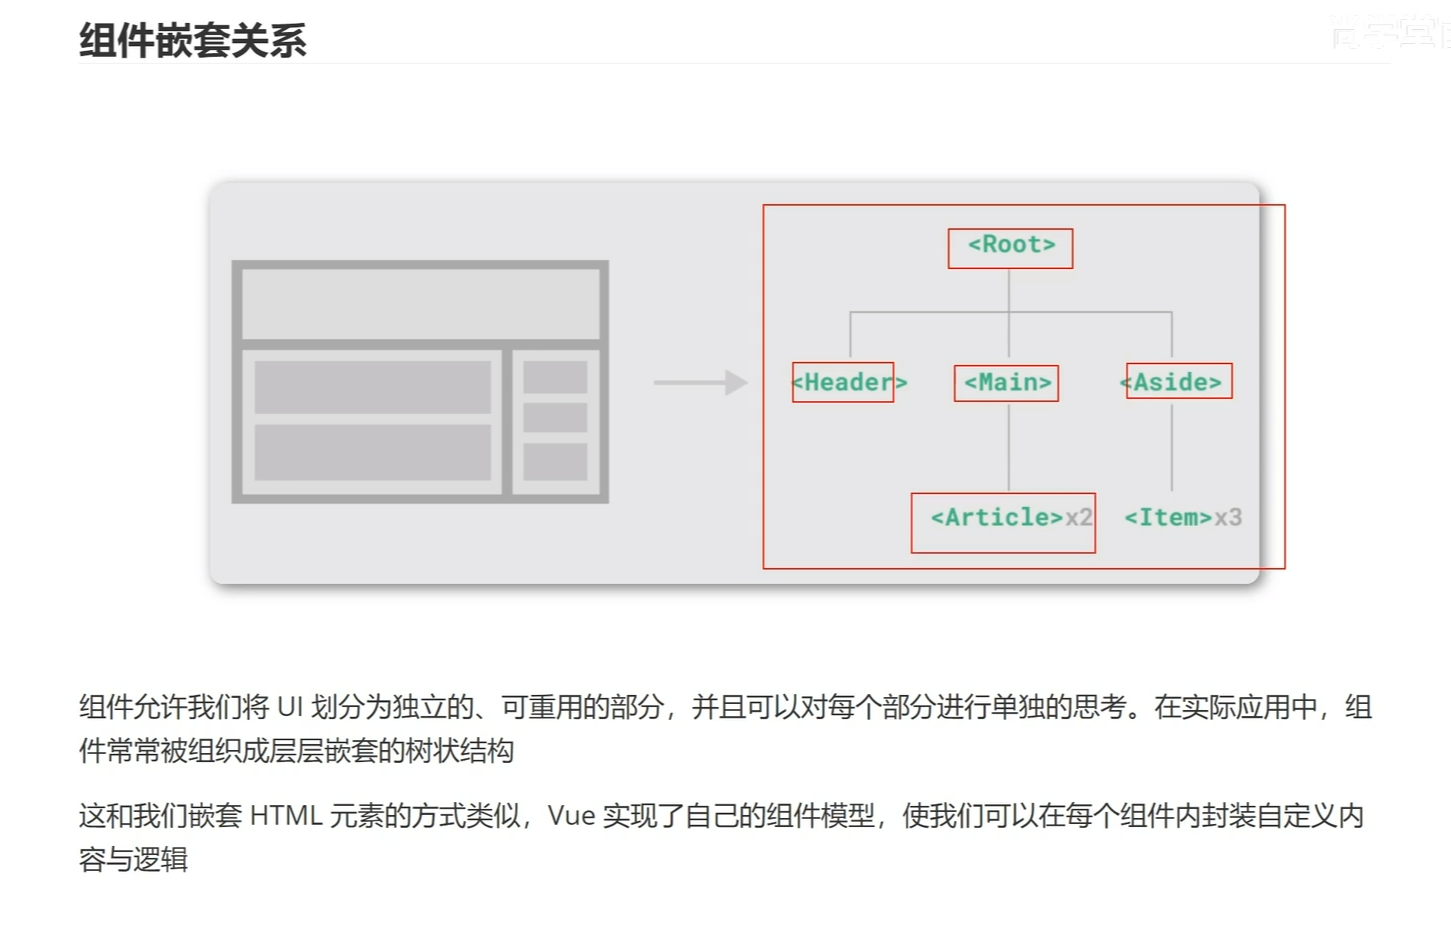 组件嵌套关系
<Root>
<Header> <Main> <Aside>
<Article>x2 <Item>x3
组件允许我们将 UI 划分为独立的、可重用的部分，并且可以对每个部分进行单独的思考。在实际应用中，组
件常常被组织成层层嵌套的树状结构
这和我们嵌套 HTML 元素的方式类似，Vue 实现了自己的组件模型，使我们可以在每个组件内封装自定义内
容与逻辑